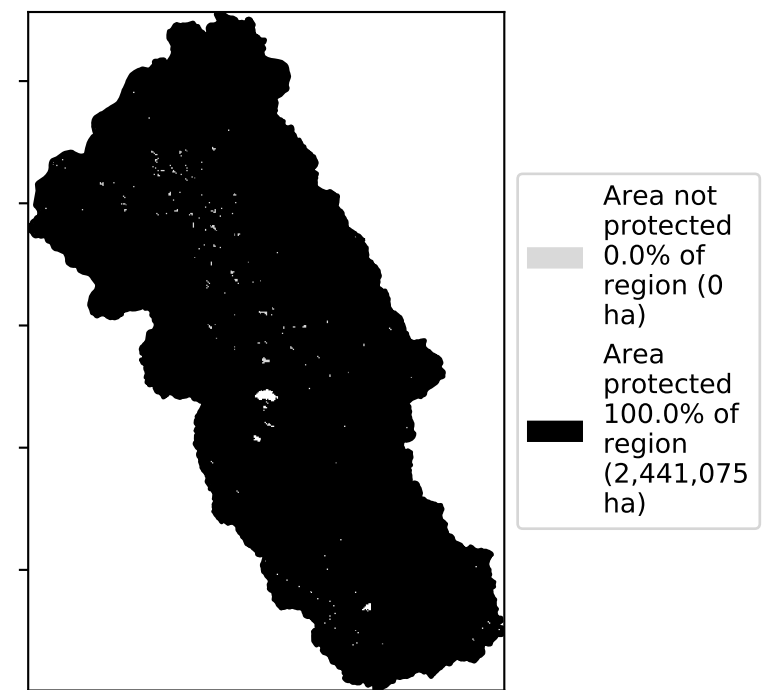 Area not
protected
0.0% of
region (0
ha)
Area
protected
100.0% of
region
(2,441,075
ha)